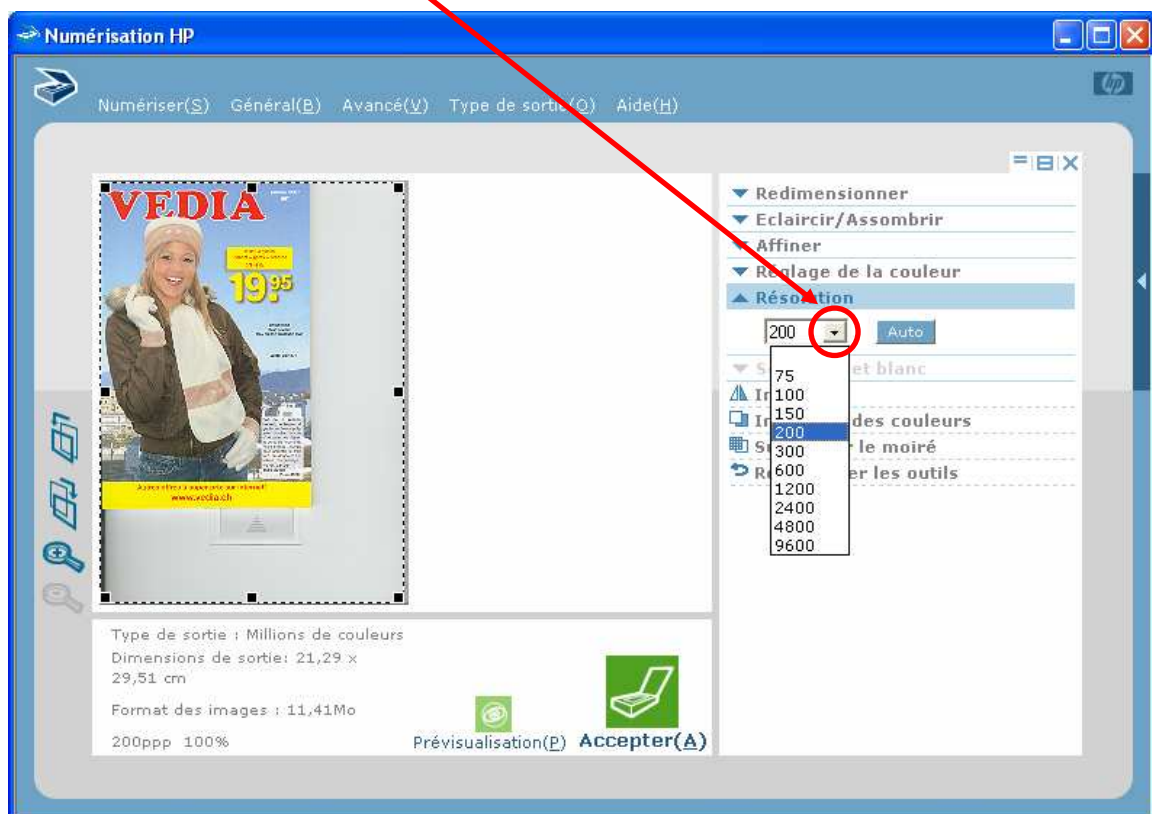 Numérisation HP
Numériser(S) Général(B) Avancé(V) Type de sortie(O) Aide(H)
hp
VEDIA
19.95
www.vedia.ch
Redimensionner
Eclaircir/Assombrir
Affiner
Réglage de la couleur
Résolution
200 Auto
et blanc
des couleurs
le moiré
er les outils
75
100
150
200
300
600
1200
2400
4800
9600
Type de sortie : Millions de couleurs
Dimensions de sortie: 21,29 x
29,51 cm
Format des images : 11,41Mo
200ppp 100%
Prévisualisation(P) Accepter(A)